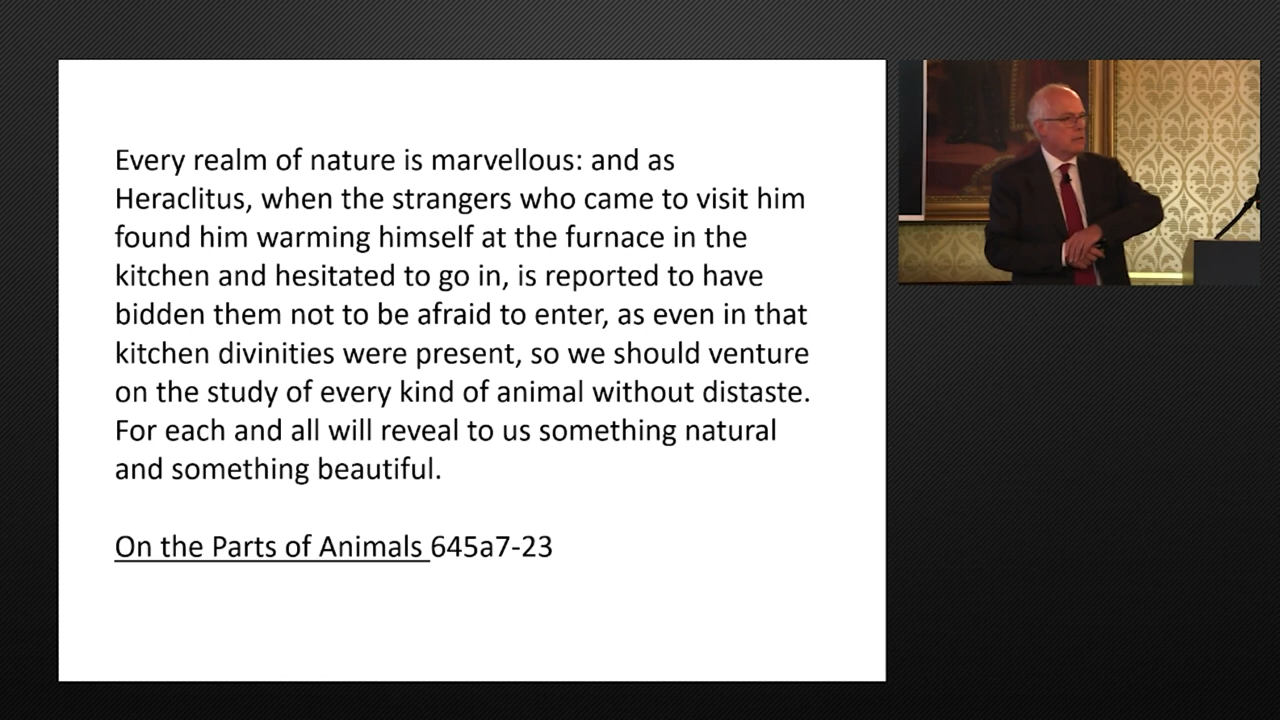 Every realm of nature is marvellous: and as
Heraclitus, when the strangers who came to visit him
found him warming himself at the furnace in the
kitchen and hesitated to go in, is reported to have
bidden them not to be afraid to enter, as even in that
kitchen divinities were present, so we should venture
on the study of every kind of animal without distaste.
For each and all will reveal to us something natural
and something beautiful.
On the Parts of Animals 645a7-23